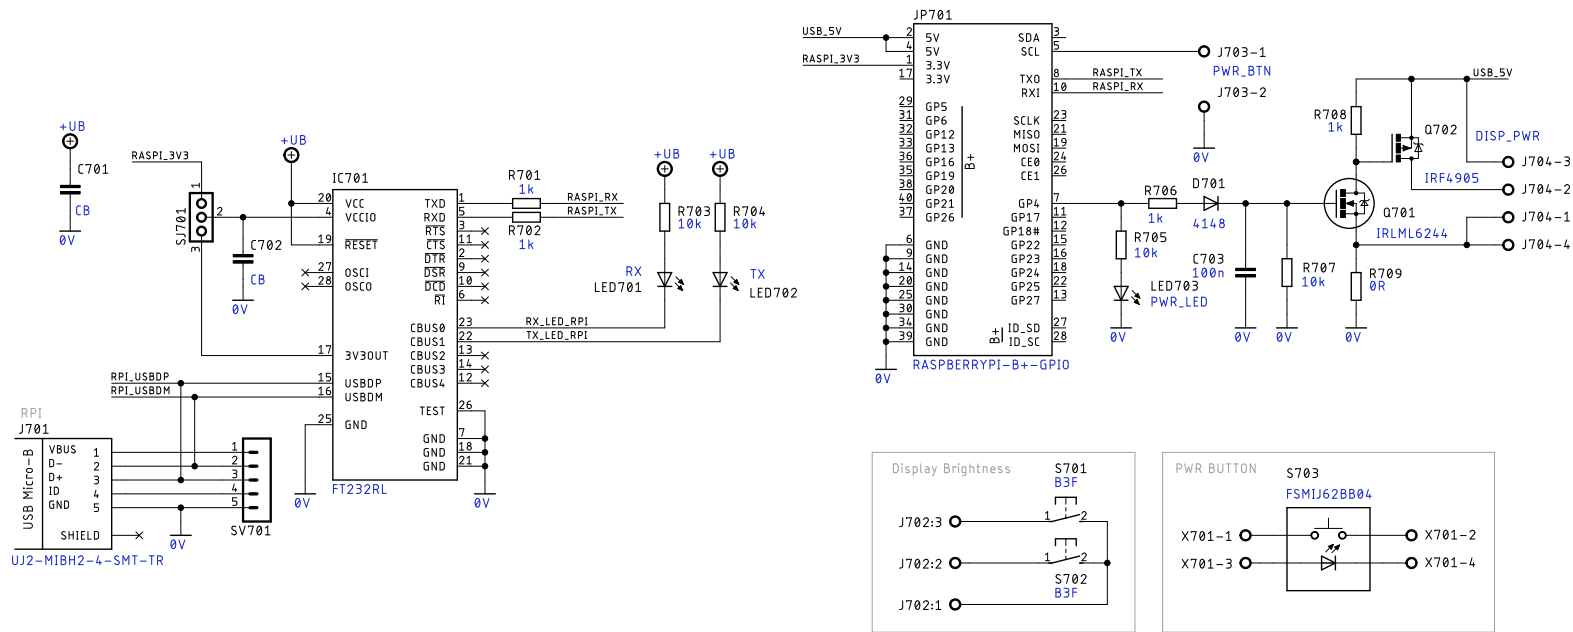 +UB
C701
CB
0V
RASPI_3V3
1
2
3
SJ701
C702
CB
0V
+UB
IC701
20 VCC
4 VCCIO
19 RESET
27 OSCI
28 OSCO
17 3V3OUT
15 USBDP
16 USBDM
25 GND
TXD 1
RXD 5
RTS 3
CTS 11
DTR 2
DSR 9
DCD 10
RI 6
CBUS0 23
CBUS1 22
CBUS2 13
CBUS3 14
CBUS4 12
TEST 26
GND 7
GND 18
GND 21
FT232RL
0V
0V
R701
1k
RASPI_RX
RASPI_TX
R702
1k
+UB
+UB
R703
10k
R704
10k
RX
LED701
TX
LED702
RX_LED_RPI
TX_LED_RPI
RPI_USBDP
RPI_USBDM
RPI
J701
USB Micro-B
VBUS 1
D- 2
D+ 3
ID 4
GND 5
SHIELD
UJ2-MIBH2-4-SMT-TR
0V
1
2
3
4
5
SV701
JP701
USB_5V
RASPI_3V3
2 5V
4 5V
1 3.3V
17 3.3V
29 GP5
31 GP6
32 GP12
33 GP13
36 GP16
35 GP19
38 GP20
40 GP21
37 GP26
B+
6 GND
9 GND
14 GND
20 GND
25 GND
30 GND
34 GND
39 GND
0V
SDA 3
SCL 5
TXO 8
RXI 10
SCLK 23
MISO 21
MOSI 19
CE0 24
CE1 26
GP4 7
GP17 11
GP18# 12
GP22 15
GP23 16
GP24 18
GP25 22
GP27 13
B+
ID_SD 27
ID_SC 28
RASPBERRYPI-B+-GPIO
RASPI_TX
RASPI_RX
J703-1
PWR_BTN
J703-2
0V
R706
1k
D701
4148
R705
10k
LED703
PWR_LED
0V
C703
100n
0V
R707
10k
0V
R708
1k
Q702
IRF4905
Q701
IRLML6244
R709
0R
0V
USB_5V
DISP_PWR
J704-3
J704-2
J704-1
J704-4
Display Brightness
S701
B3F
J702:3
1
2
J702:2
1
2
S702
B3F
J702:1
PWR BUTTON
S703
FSMIJ62BB04
X701-1
X701-2
X701-3
X701-4